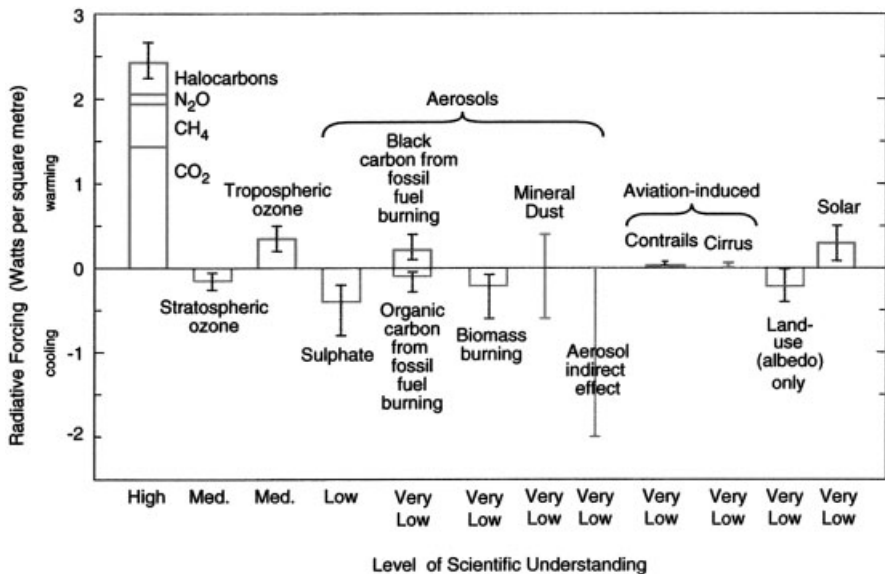 Radiative Forcing (Watts per square metre)
warming
cooling
3
2
1
0
-1
-2
Halocarbons
N₂O
CH₄
CO₂
Stratospheric
ozone
Tropospheric
ozone
Aerosols
Sulphate
Black
carbon from
fossil
fuel
burning
Organic
carbon
from
fossil
fuel
burning
Biomass
burning
Mineral
Dust
Aerosol
indirect
effect
Aviation-induced
Contrails
Cirrus
Land-
use
(albedo)
only
Solar
High
Med.
Med.
Low
Very
Low
Very
Low
Very
Low
Very
Low
Very
Low
Very
Low
Very
Low
Very
Low
Level of Scientific Understanding